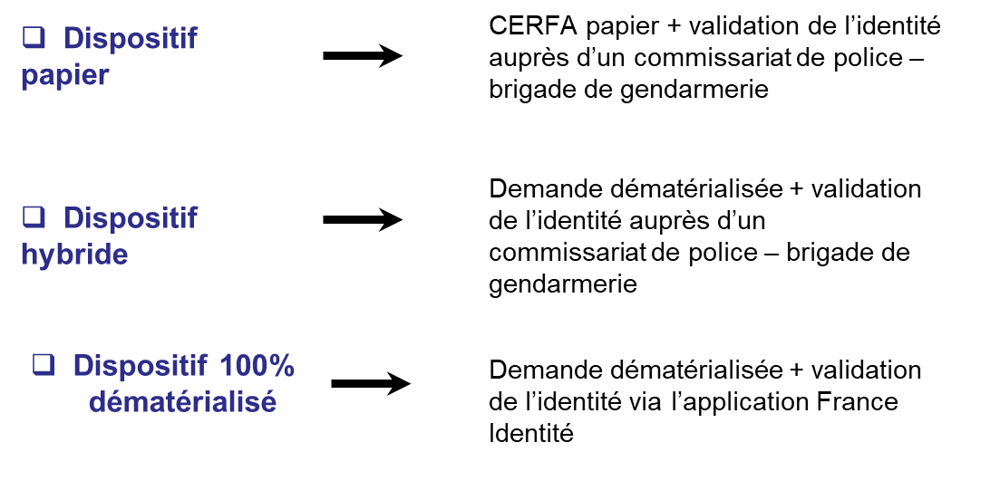 ❑ Dispositif
papier
CERFA papier + validation de l’identité
auprès d’un commissariat de police –
brigade de gendarmerie
❑ Dispositif
hybride
Demande dématérialisée + validation
de l’identité auprès d’un
commissariat de police – brigade de
gendarmerie
❑ Dispositif 100%
dématérialisé
Demande dématérialisée + validation
de l’identité via l’application France
Identité